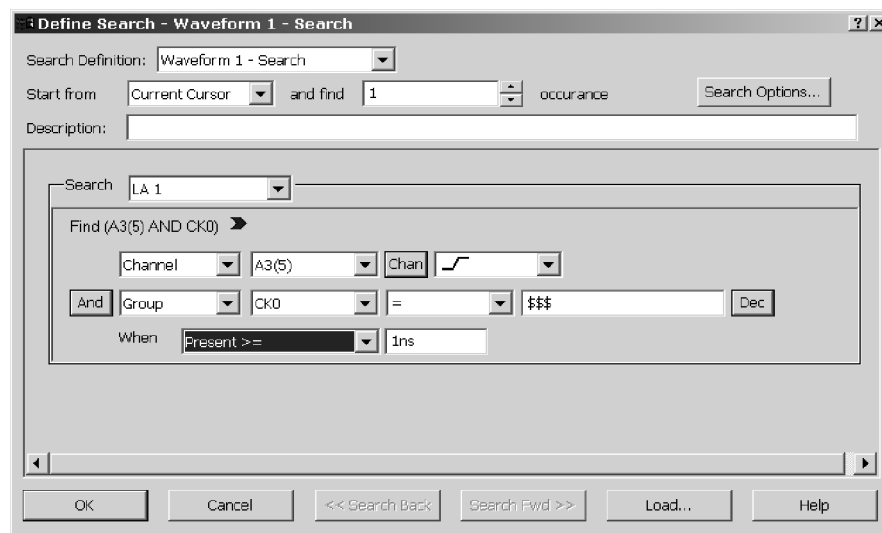 Define Search - Waveform 1 - Search
Search Definition: Waveform 1 - Search
Start from Current Cursor and find 1 occurance Search Options...
Description:
Search LA 1
Find (A3(5) AND CK0)
Channel A3(5) Chan
And Group CK0 = $$$ Dec
When Present >= 1ns
OK Cancel << Search Back Search Fwd >> Load... Help